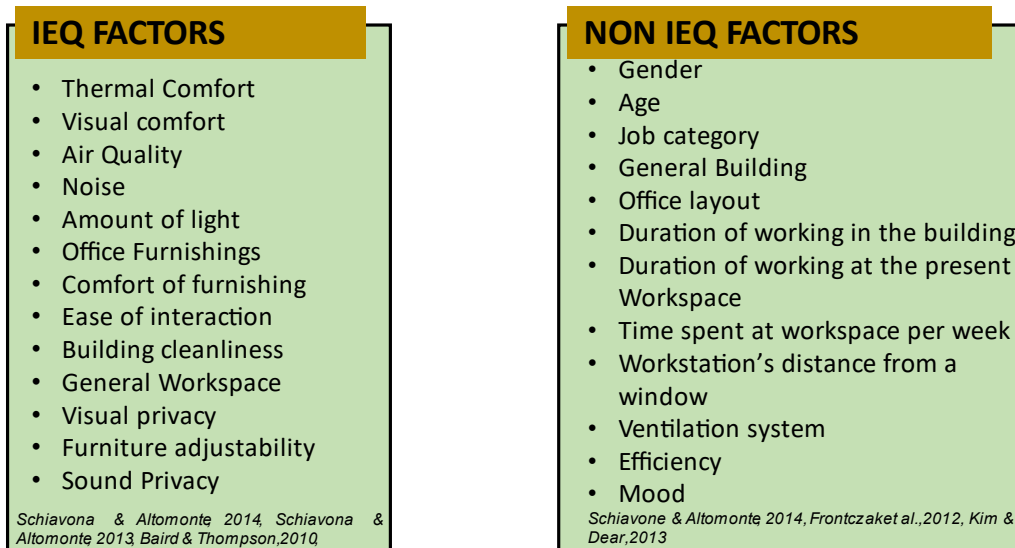 IEQ FACTORS
• Thermal Comfort
• Visual comfort
• Air Quality
• Noise
• Amount of light
• Office Furnishings
• Comfort of furnishing
• Ease of interaction
• Building cleanliness
• General Workspace
• Visual privacy
• Furniture adjustability
• Sound Privacy
Schiavona & Altomonte, 2014, Schiavona &
Altomonte, 2013, Baird & Thompson,2010,
NON IEQ FACTORS
• Gender
• Age
• Job category
• General Building
• Office layout
• Duration of working in the building
• Duration of working at the present
Workspace
• Time spent at workspace per week
• Workstation's distance from a
window
• Ventilation system
• Efficiency
• Mood
Schiavone & Altomonte, 2014, Frontczaket al.,2012, Kim &
Dear,2013